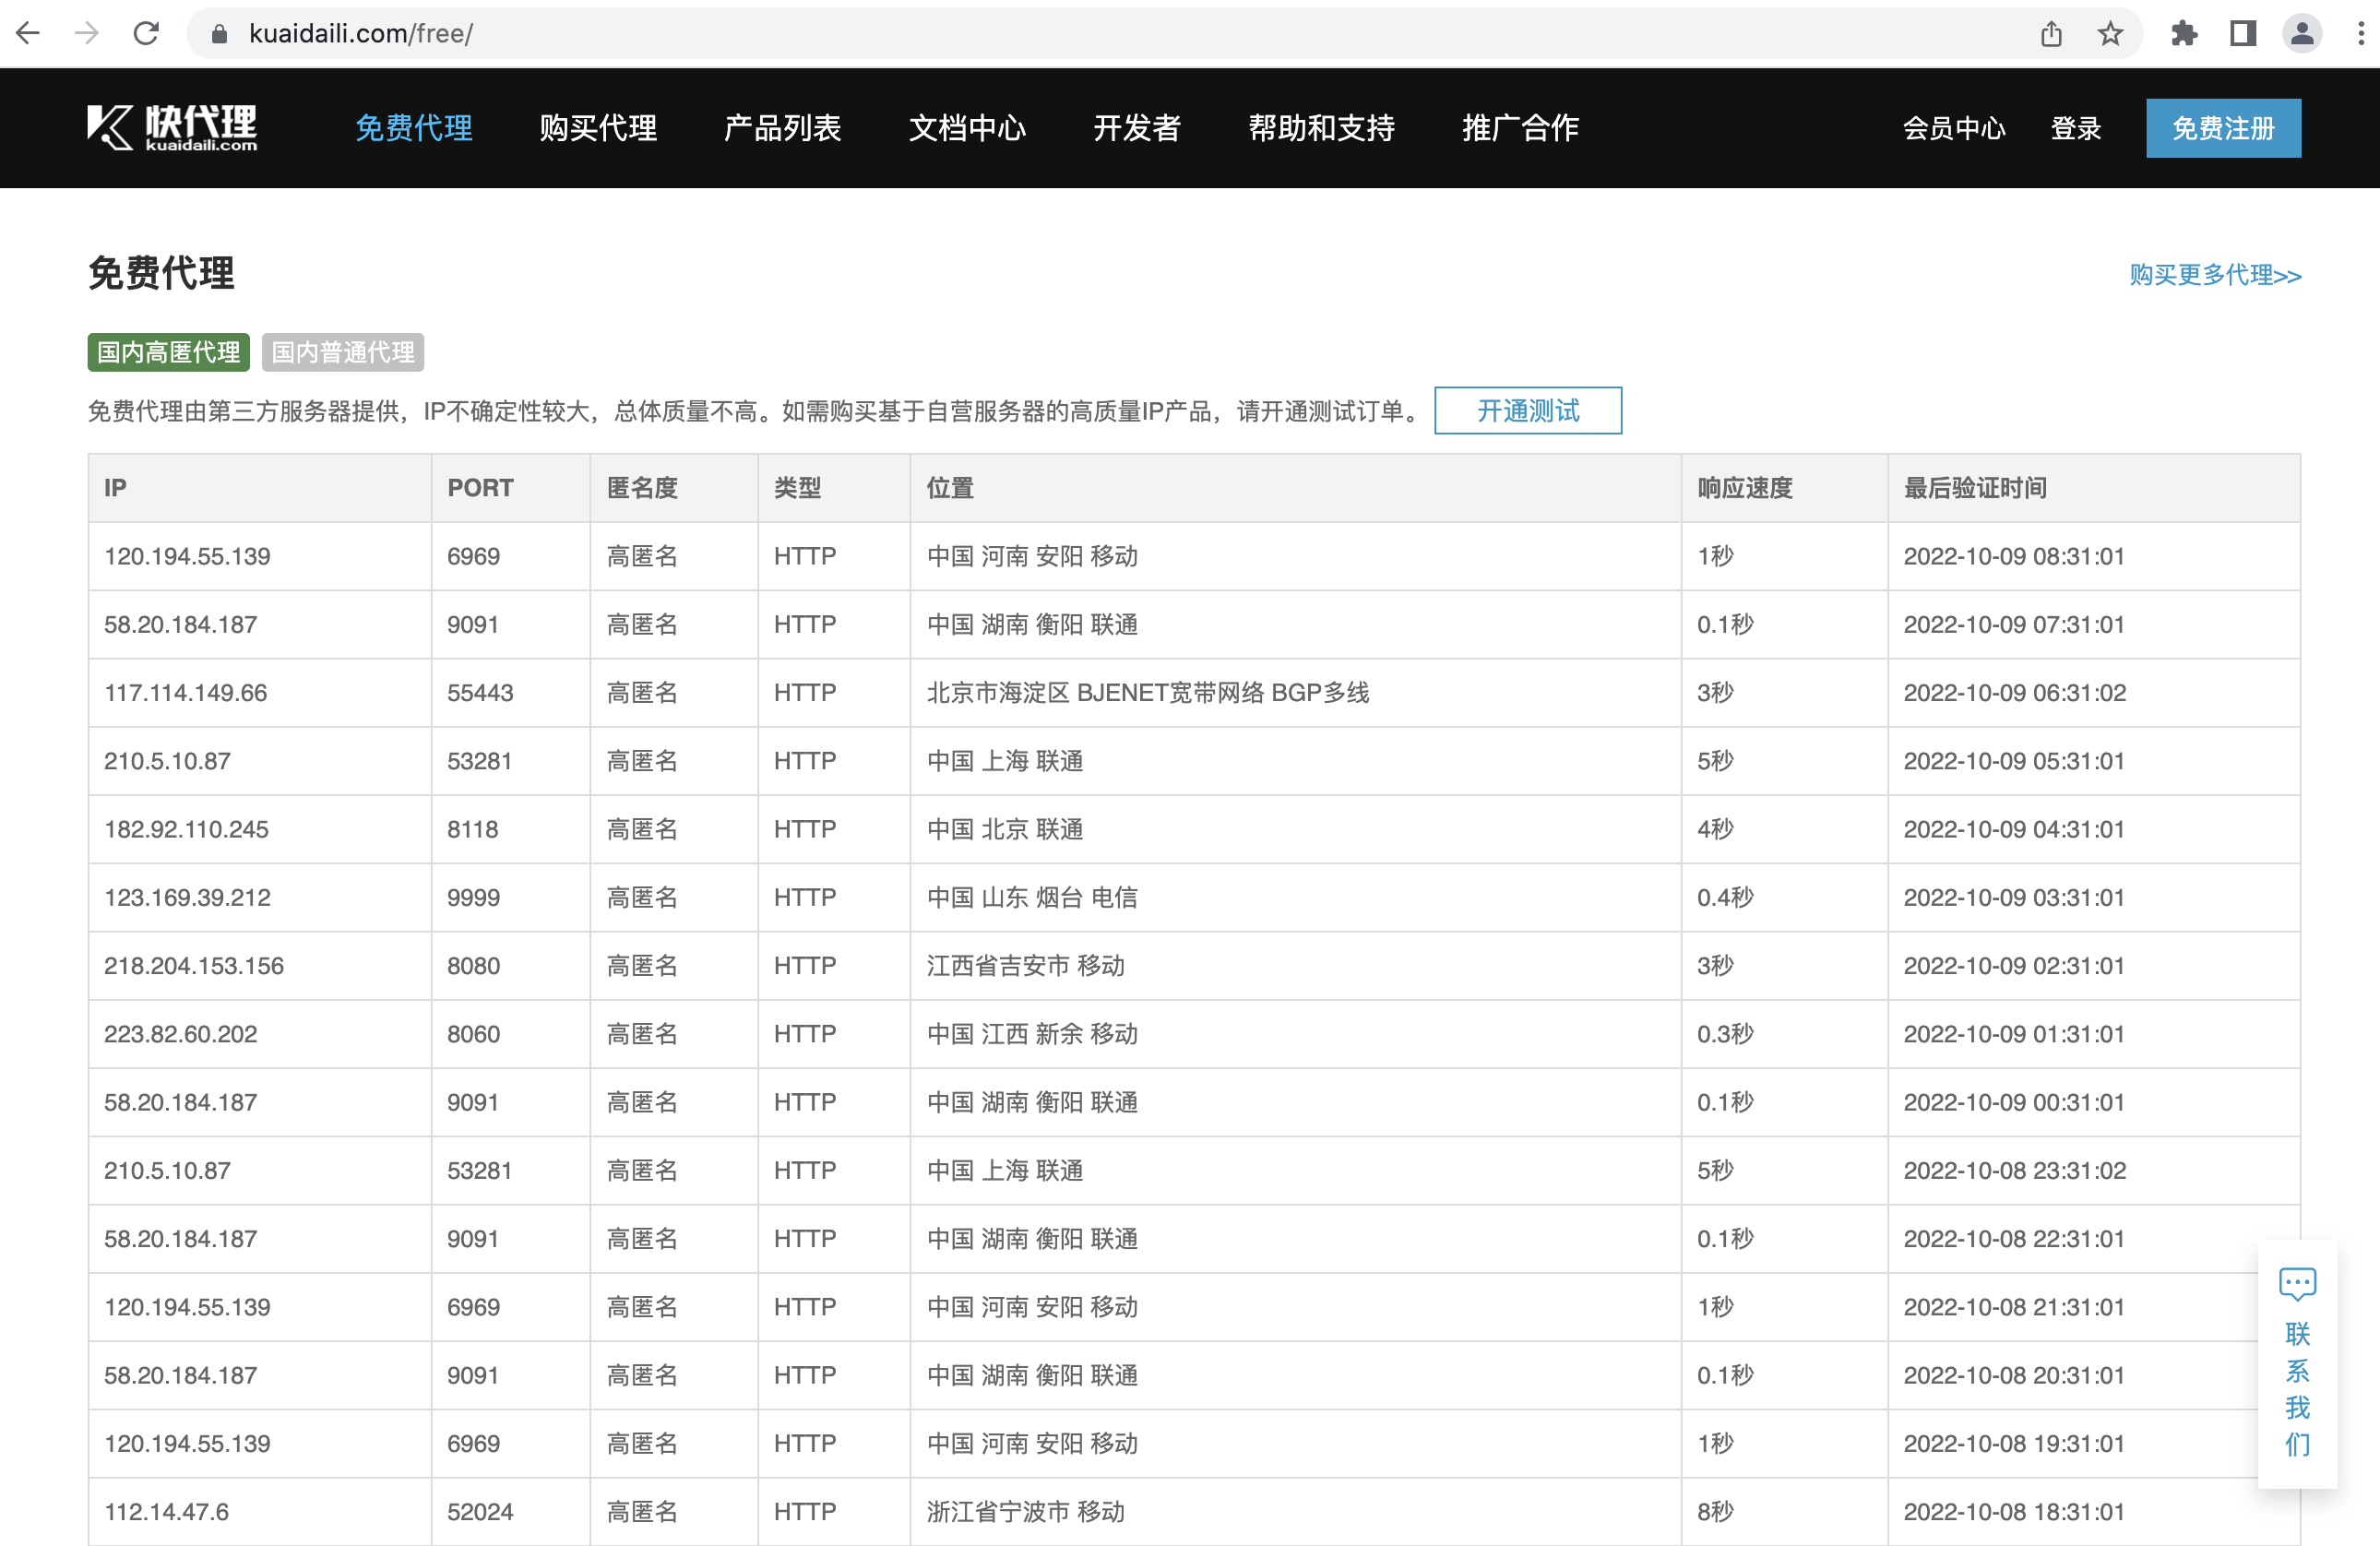 kuaidaili.com/free/
快代理 kuaidaili.com 免费代理 购买代理 产品列表 文档中心 开发者 帮助和支持 推广合作 会员中心 登录 免费注册
免费代理 购买更多代理>>
国内高匿代理 国内普通代理
免费代理由第三方服务器提供，IP不确定性较大，总体质量不高。如需购买基于自营服务器的高质量IP产品，请开通测试订单。 开通测试
IP PORT 匿名度 类型 位置 响应速度 最后验证时间
120.194.55.139 6969 高匿名 HTTP 中国 河南 安阳 移动 1秒 2022-10-09 08:31:01
58.20.184.187 9091 高匿名 HTTP 中国 湖南 衡阳 联通 0.1秒 2022-10-09 07:31:01
117.114.149.66 55443 高匿名 HTTP 北京市海淀区 BJENET宽带网络 BGP多线 3秒 2022-10-09 06:31:02
210.5.10.87 53281 高匿名 HTTP 中国 上海 联通 5秒 2022-10-09 05:31:01
182.92.110.245 8118 高匿名 HTTP 中国 北京 联通 4秒 2022-10-09 04:31:01
123.169.39.212 9999 高匿名 HTTP 中国 山东 烟台 电信 0.4秒 2022-10-09 03:31:01
218.204.153.156 8080 高匿名 HTTP 江西省吉安市 移动 3秒 2022-10-09 02:31:01
223.82.60.202 8060 高匿名 HTTP 中国 江西 新余 移动 0.3秒 2022-10-09 01:31:01
58.20.184.187 9091 高匿名 HTTP 中国 湖南 衡阳 联通 0.1秒 2022-10-09 00:31:01
210.5.10.87 53281 高匿名 HTTP 中国 上海 联通 5秒 2022-10-08 23:31:02
58.20.184.187 9091 高匿名 HTTP 中国 湖南 衡阳 联通 0.1秒 2022-10-08 22:31:01
120.194.55.139 6969 高匿名 HTTP 中国 河南 安阳 移动 1秒 2022-10-08 21:31:01
58.20.184.187 9091 高匿名 HTTP 中国 湖南 衡阳 联通 0.1秒 2022-10-08 20:31:01
120.194.55.139 6969 高匿名 HTTP 中国 河南 安阳 移动 1秒 2022-10-08 19:31:01
112.14.47.6 52024 高匿名 HTTP 浙江省宁波市 移动 8秒 2022-10-08 18:31:01
联
系
我
们